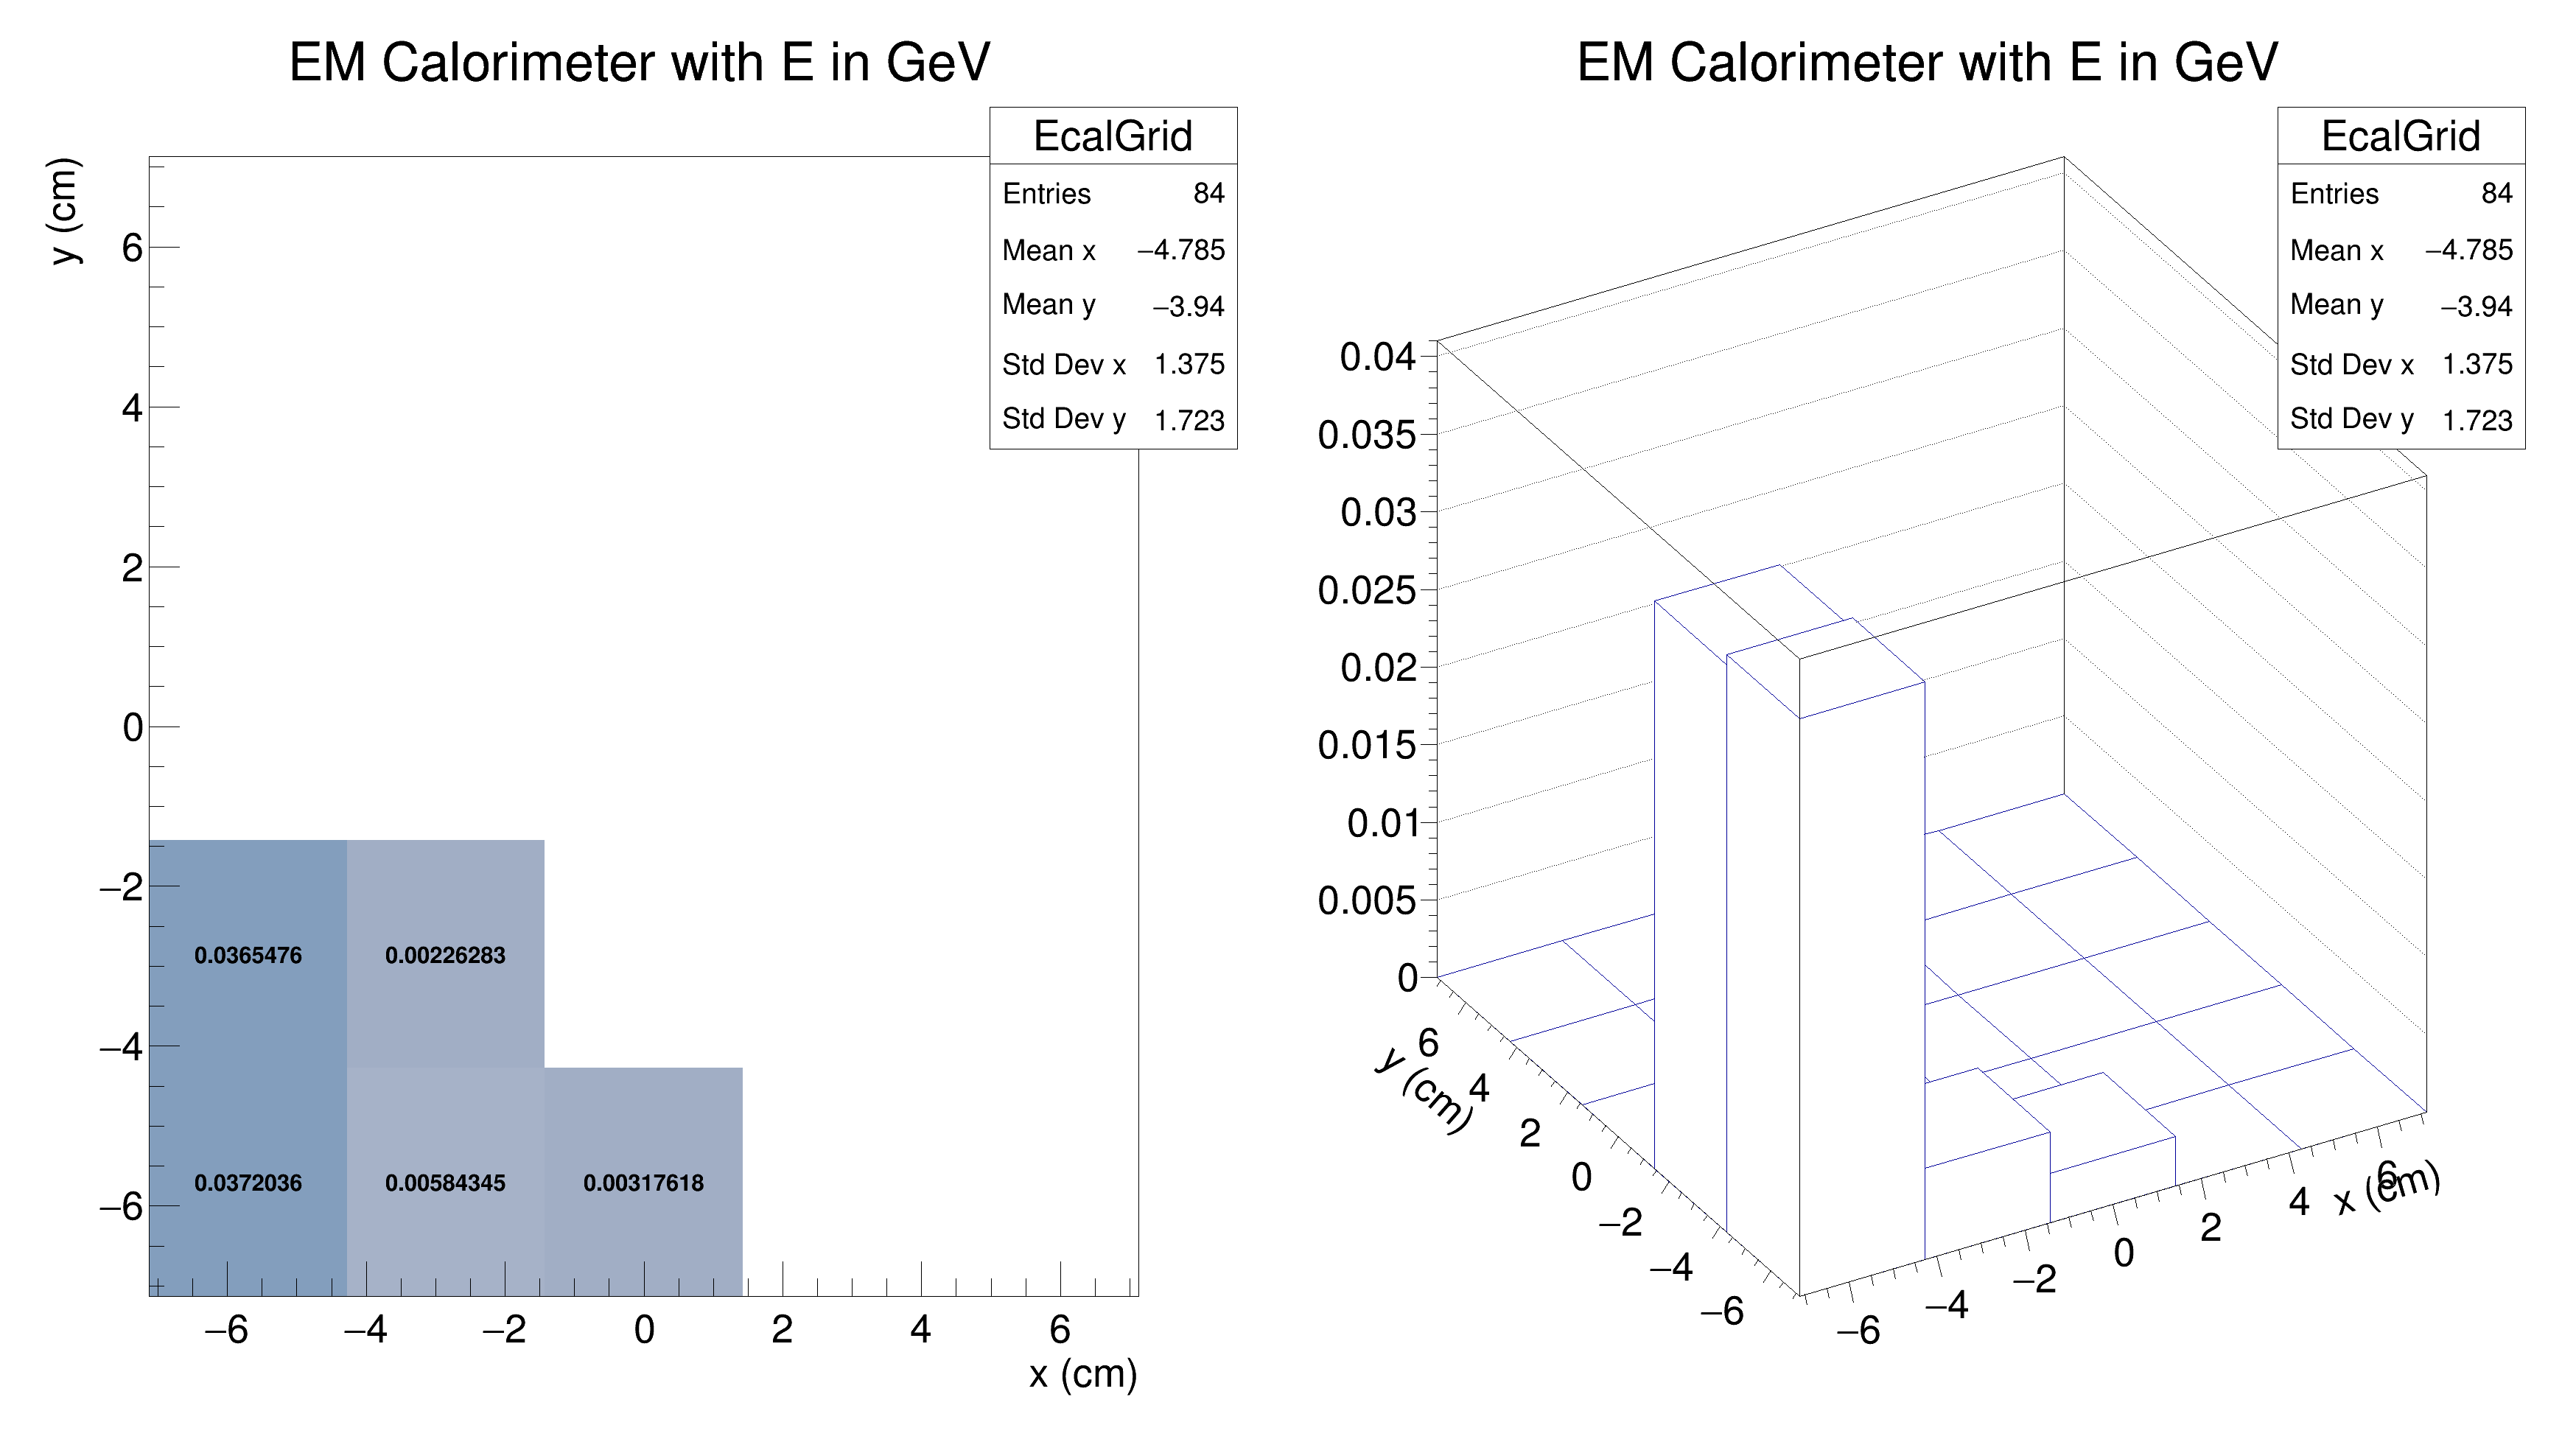 EM Calorimeter with E in GeV
EcalGrid
Entries 84
Mean x −4.785
Mean y −3.94
Std Dev x 1.375
Std Dev y 1.723
y (cm)
6
4
2
0
−2
−4
−6
0.0365476 0.00226283
0.0372036 0.00584345 0.00317618
−6 −4 −2 0 2 4 6
x (cm)
EM Calorimeter with E in GeV
EcalGrid
Entries 84
Mean x −4.785
Mean y −3.94
Std Dev x 1.375
Std Dev y 1.723
0.04
0.035
0.03
0.025
0.02
0.015
0.01
0.005
0
6
4
2
0
−2
−4
−6
y (cm)
−6
−4
−2
0
2
4
6
x (cm)